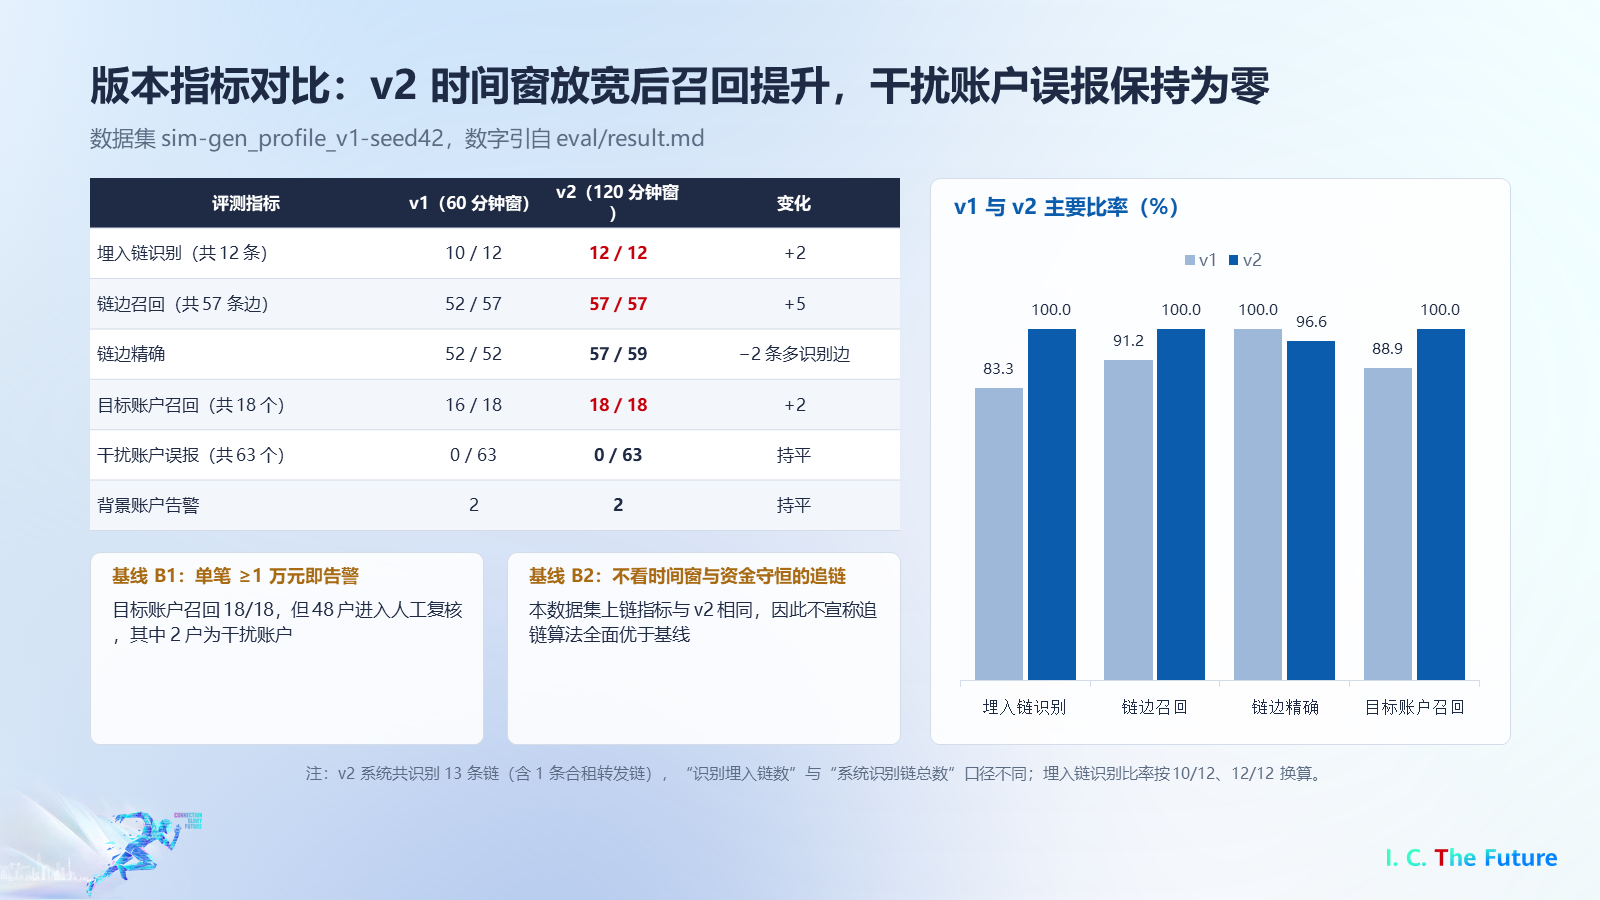 版本指标对比：v2 时间窗放宽后召回提升，干扰账户误报保持为零
数据集 sim-gen_profile_v1-seed42，数字引自 eval/result.md
评测指标 v1（60 分钟窗） v2（120 分钟窗） 变化
埋入链识别（共 12 条） 10 / 12 12 / 12 +2
链边召回（共 57 条边） 52 / 57 57 / 57 +5
链边精确 52 / 52 57 / 59 −2 条多识别边
目标账户召回（共 18 个） 16 / 18 18 / 18 +2
干扰账户误报（共 63 个） 0 / 63 0 / 63 持平
背景账户告警 2 2 持平
基线 B1：单笔 ≥1 万元即告警
目标账户召回 18/18，但 48 户进入人工复核
，其中 2 户为干扰账户
基线 B2：不看时间窗与资金守恒的追链
本数据集上链指标与 v2 相同，因此不宣称追
链算法全面优于基线
v1 与 v2 主要比率（%）
v1 v2
83.3 100.0 91.2 100.0 100.0 96.6 88.9 100.0
埋入链识别 链边召回 链边精确 目标账户召回
注：v2 系统共识别 13 条链（含 1 条合租转发链），“识别埋入链数”与“系统识别链总数”口径不同；埋入链识别比率按 10/12、12/12 换算。
CONNECTION
GLORY
FUTURE
I. C. The Future